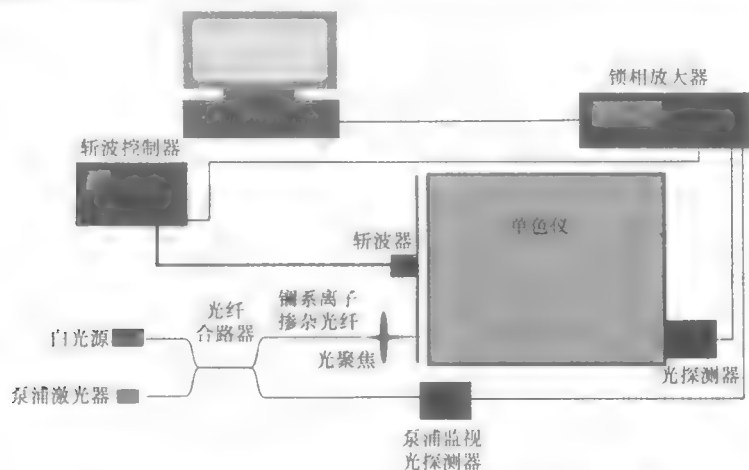 锁相放大器
斩波控制器
单色仪
斩波器
光纤
合路器
镧系离子
掺杂光纤
白光源
光聚焦
光探测器
泵浦激光器
泵浦监视
光探测器